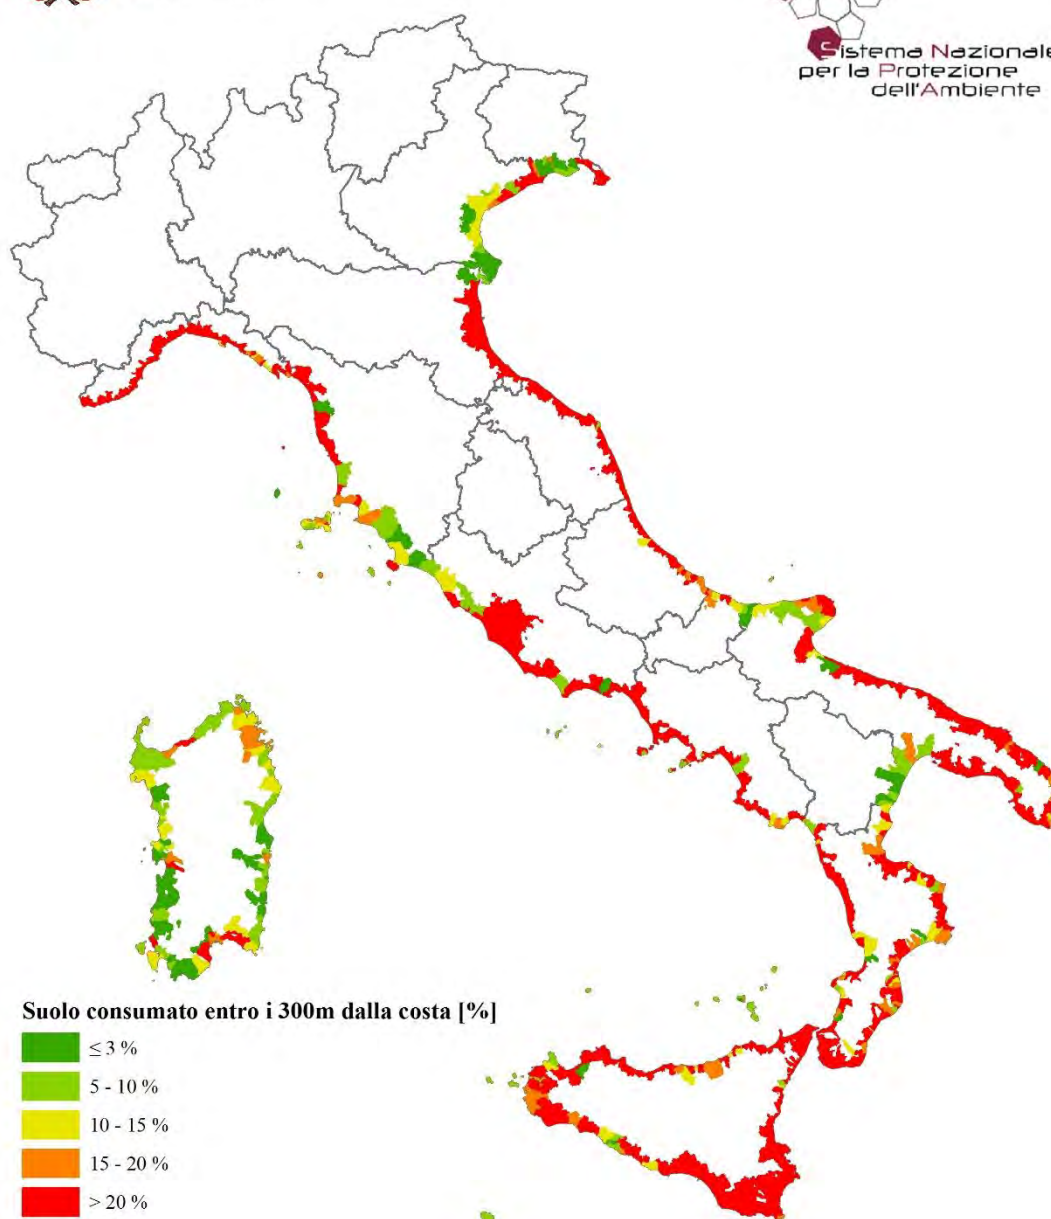 Sistema Nazionale
per la Protezione
dell'Ambiente
Suolo consumato entro i 300m dalla costa [%]
≤ 3 %
5 - 10 %
10 - 15 %
15 - 20 %
> 20 %